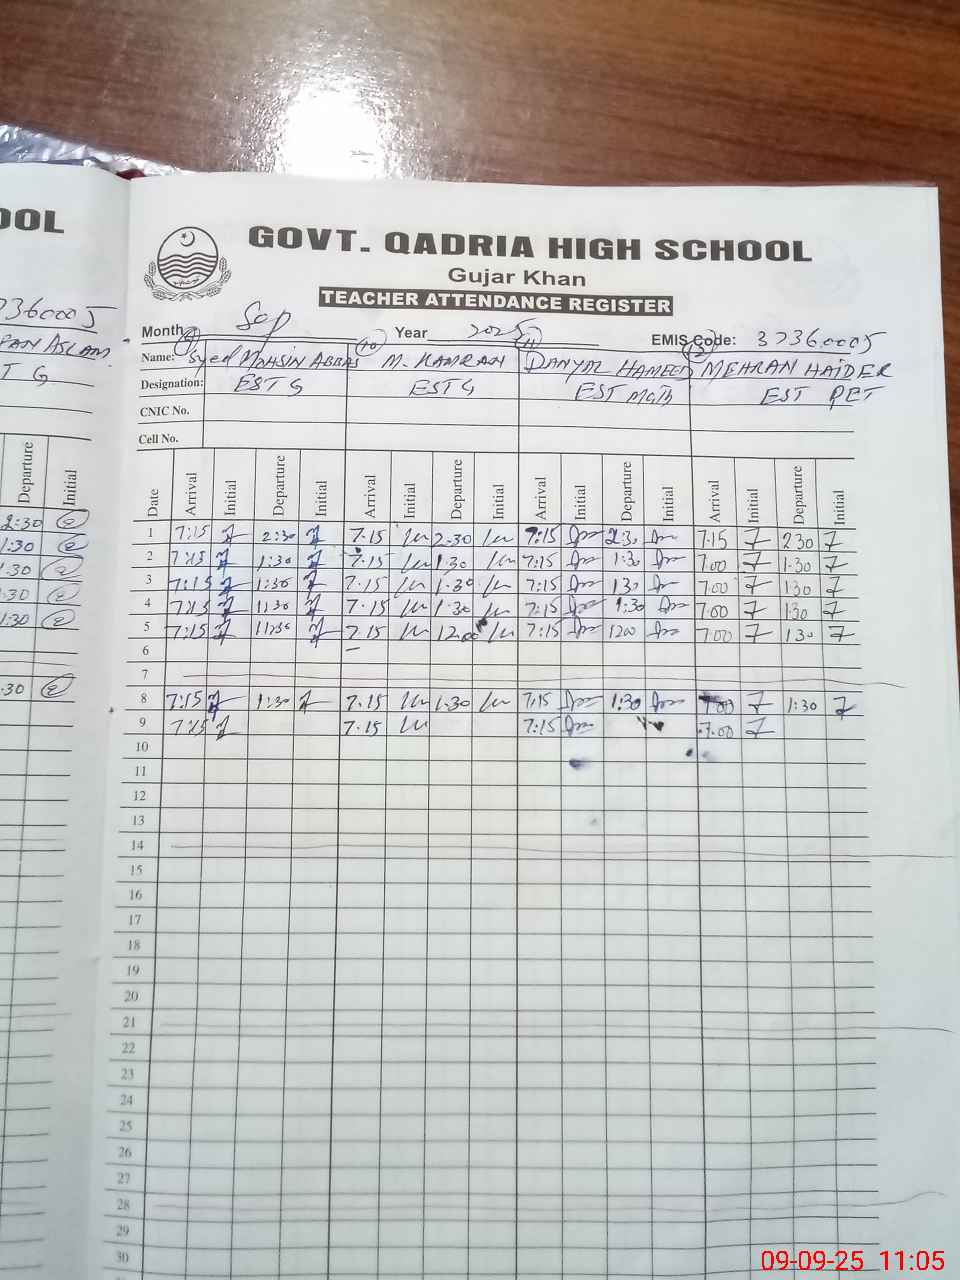 OOL
GOVT. QADRIA HIGH SCHOOL
Gujar Khan
TEACHER ATTENDANCE REGISTER
Month Sep Year 2025 EMIS Code: 37360005
Name: 9 Syed MOHSIN ABBAS 10 M. KAMRAN 11 DANYAL HAMEED 12 MEHRAN HAIDER
Designation: EST G EST G EST Math EST PET
CNIC No.
Cell No.
Date Arrival Initial Departure Initial Arrival Initial Departure Initial Arrival Initial Departure Initial Arrival Initial Departure Initial
1 7:15 2:30 7.15 2.30 7:15 2:30 7.15 2 30
2 7:15 1:30 7.15 1.30 7:15 1:30 7.00 1.30
3 7:15 1:30 7.15 1.30 7:15 130 7:00 1:30
4 7:15 1:30 7.15 1.30 7:15 1:30 7:00 1:30
5 7:15 7.15 1200 7:15 1200 7:00 1 30
6
7
8 7:15 1:30 7.15 1.30 7:15 1:30 7:00 1:30
9 7:15 7.15 7:15 7.00
10
11
12
13
14
15
16
17
18
19
20
21
22
23
24
25
26
27
28
29
30
360005
ASLAM
T G
Departure Initial
2:30
1:30
1.30
:30
1:30
.30
09-09-25 11:05